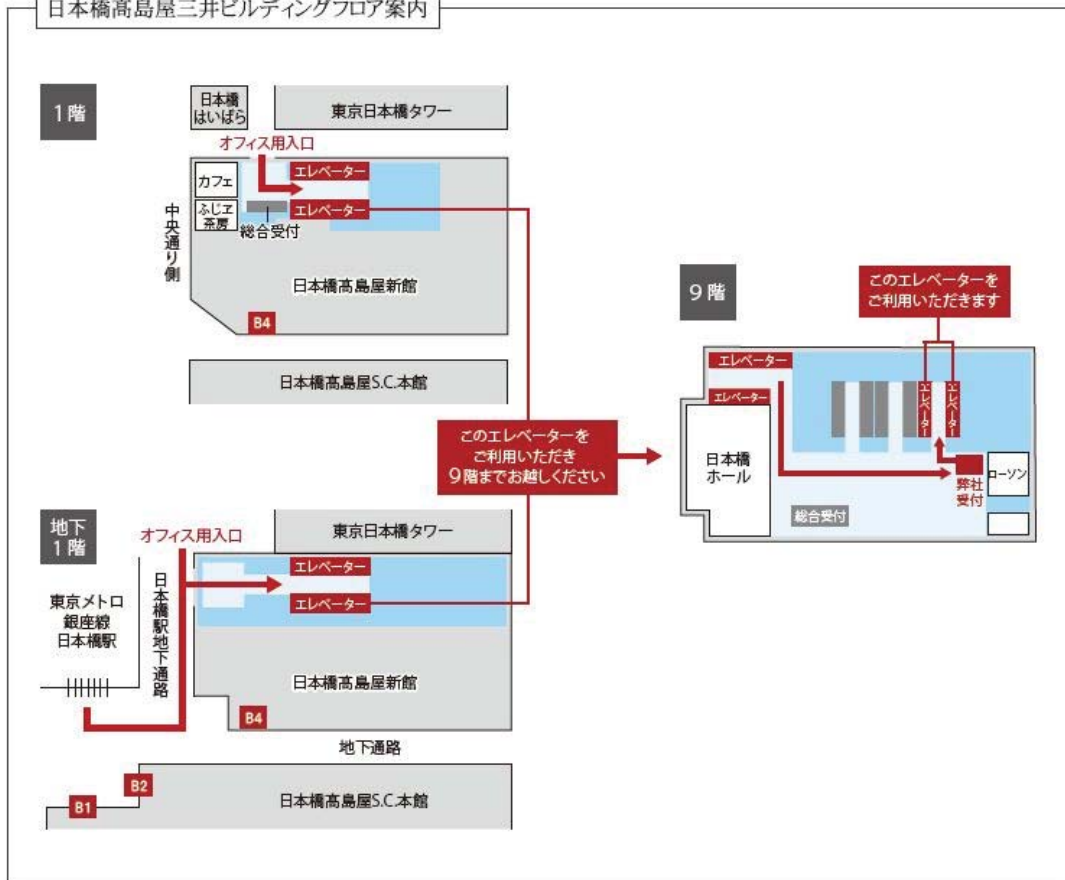 日本橋髙島屋三井ビルディングフロア案内
1階
日本橋
はいばら
東京日本橋タワー
オフィス用入口
エレベーター
カフェ
ふじヱ
茶房
エレベーター
総合受付
中央通り側
日本橋髙島屋新館
B4
日本橋髙島屋S.C.本館
このエレベーターを
ご利用いただき
9階までお越しください
地下
1階
オフィス用入口
東京日本橋タワー
エレベーター
エレベーター
東京メトロ
銀座線
日本橋駅
日本橋駅地下通路
日本橋髙島屋新館
B4
地下通路
B2
B1
日本橋髙島屋S.C.本館
9階
このエレベーターを
ご利用いただきます
エレベーター
エレベーター
エレベーター
エレベーター
日本橋
ホール
弊社
受付
ローソン
総合受付